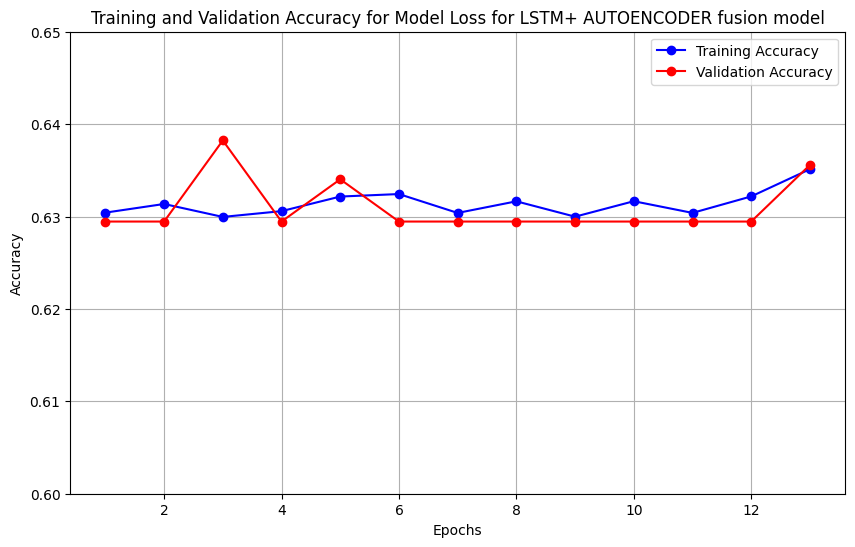 Training and Validation Accuracy for Model Loss for LSTM+ AUTOENCODER fusion model
Training Accuracy
Validation Accuracy
0.65
0.64
0.63
0.62
0.61
0.60
Accuracy
2
4
6
8
10
12
Epochs